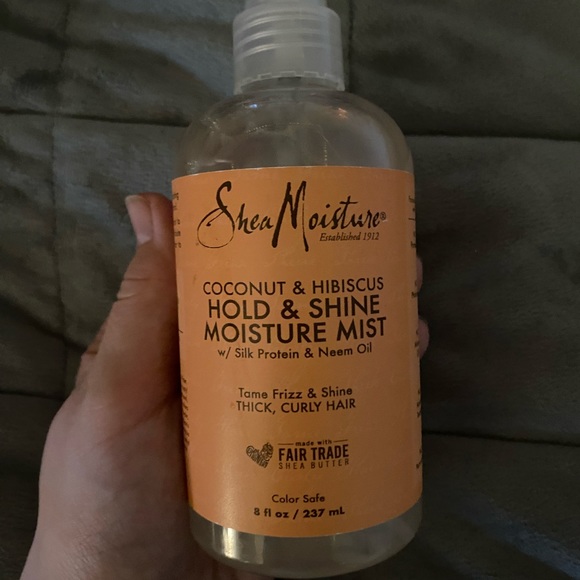 SheaMoisture®
Established 1912
COCONUT & HIBISCUS
HOLD & SHINE
MOISTURE MIST
w/ Silk Protein & Neem Oil
Tame Frizz & Shine
THICK, CURLY HAIR
made with
FAIR TRADE
SHEA BUTTER
Color Safe
8 fl oz / 237 mL